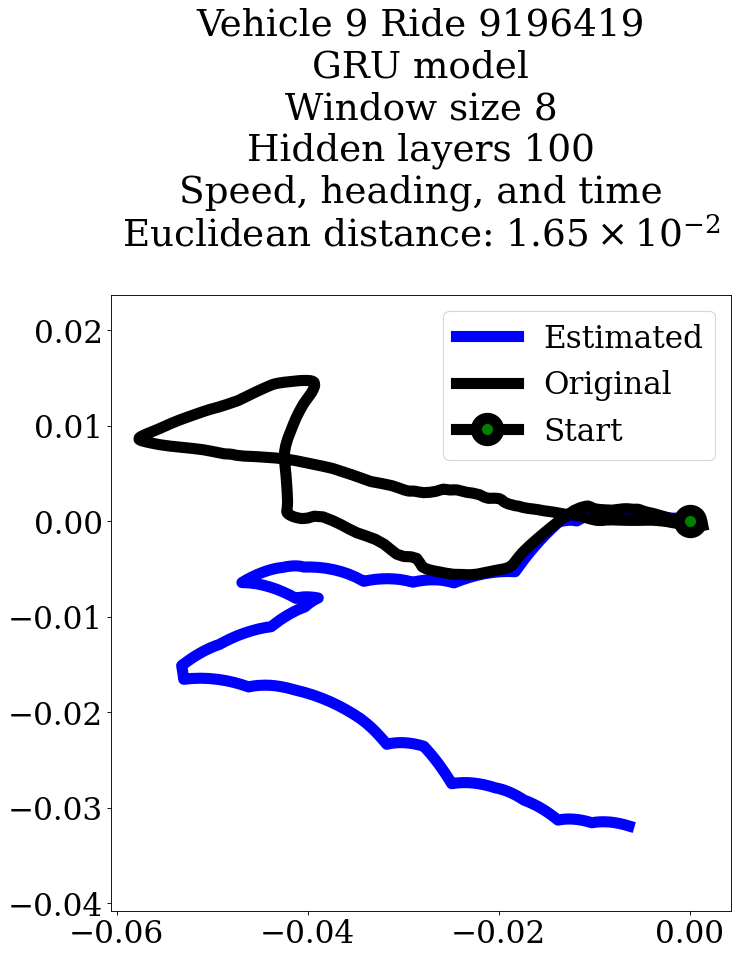 Vehicle 9 Ride 9196419
GRU model
Window size 8
Hidden layers 100
Speed, heading, and time
Euclidean distance: 1.65 × 10⁻²
Estimated
Original
Start
0.02
0.01
0.00
−0.01
−0.02
−0.03
−0.04
−0.06 −0.04 −0.02 0.00